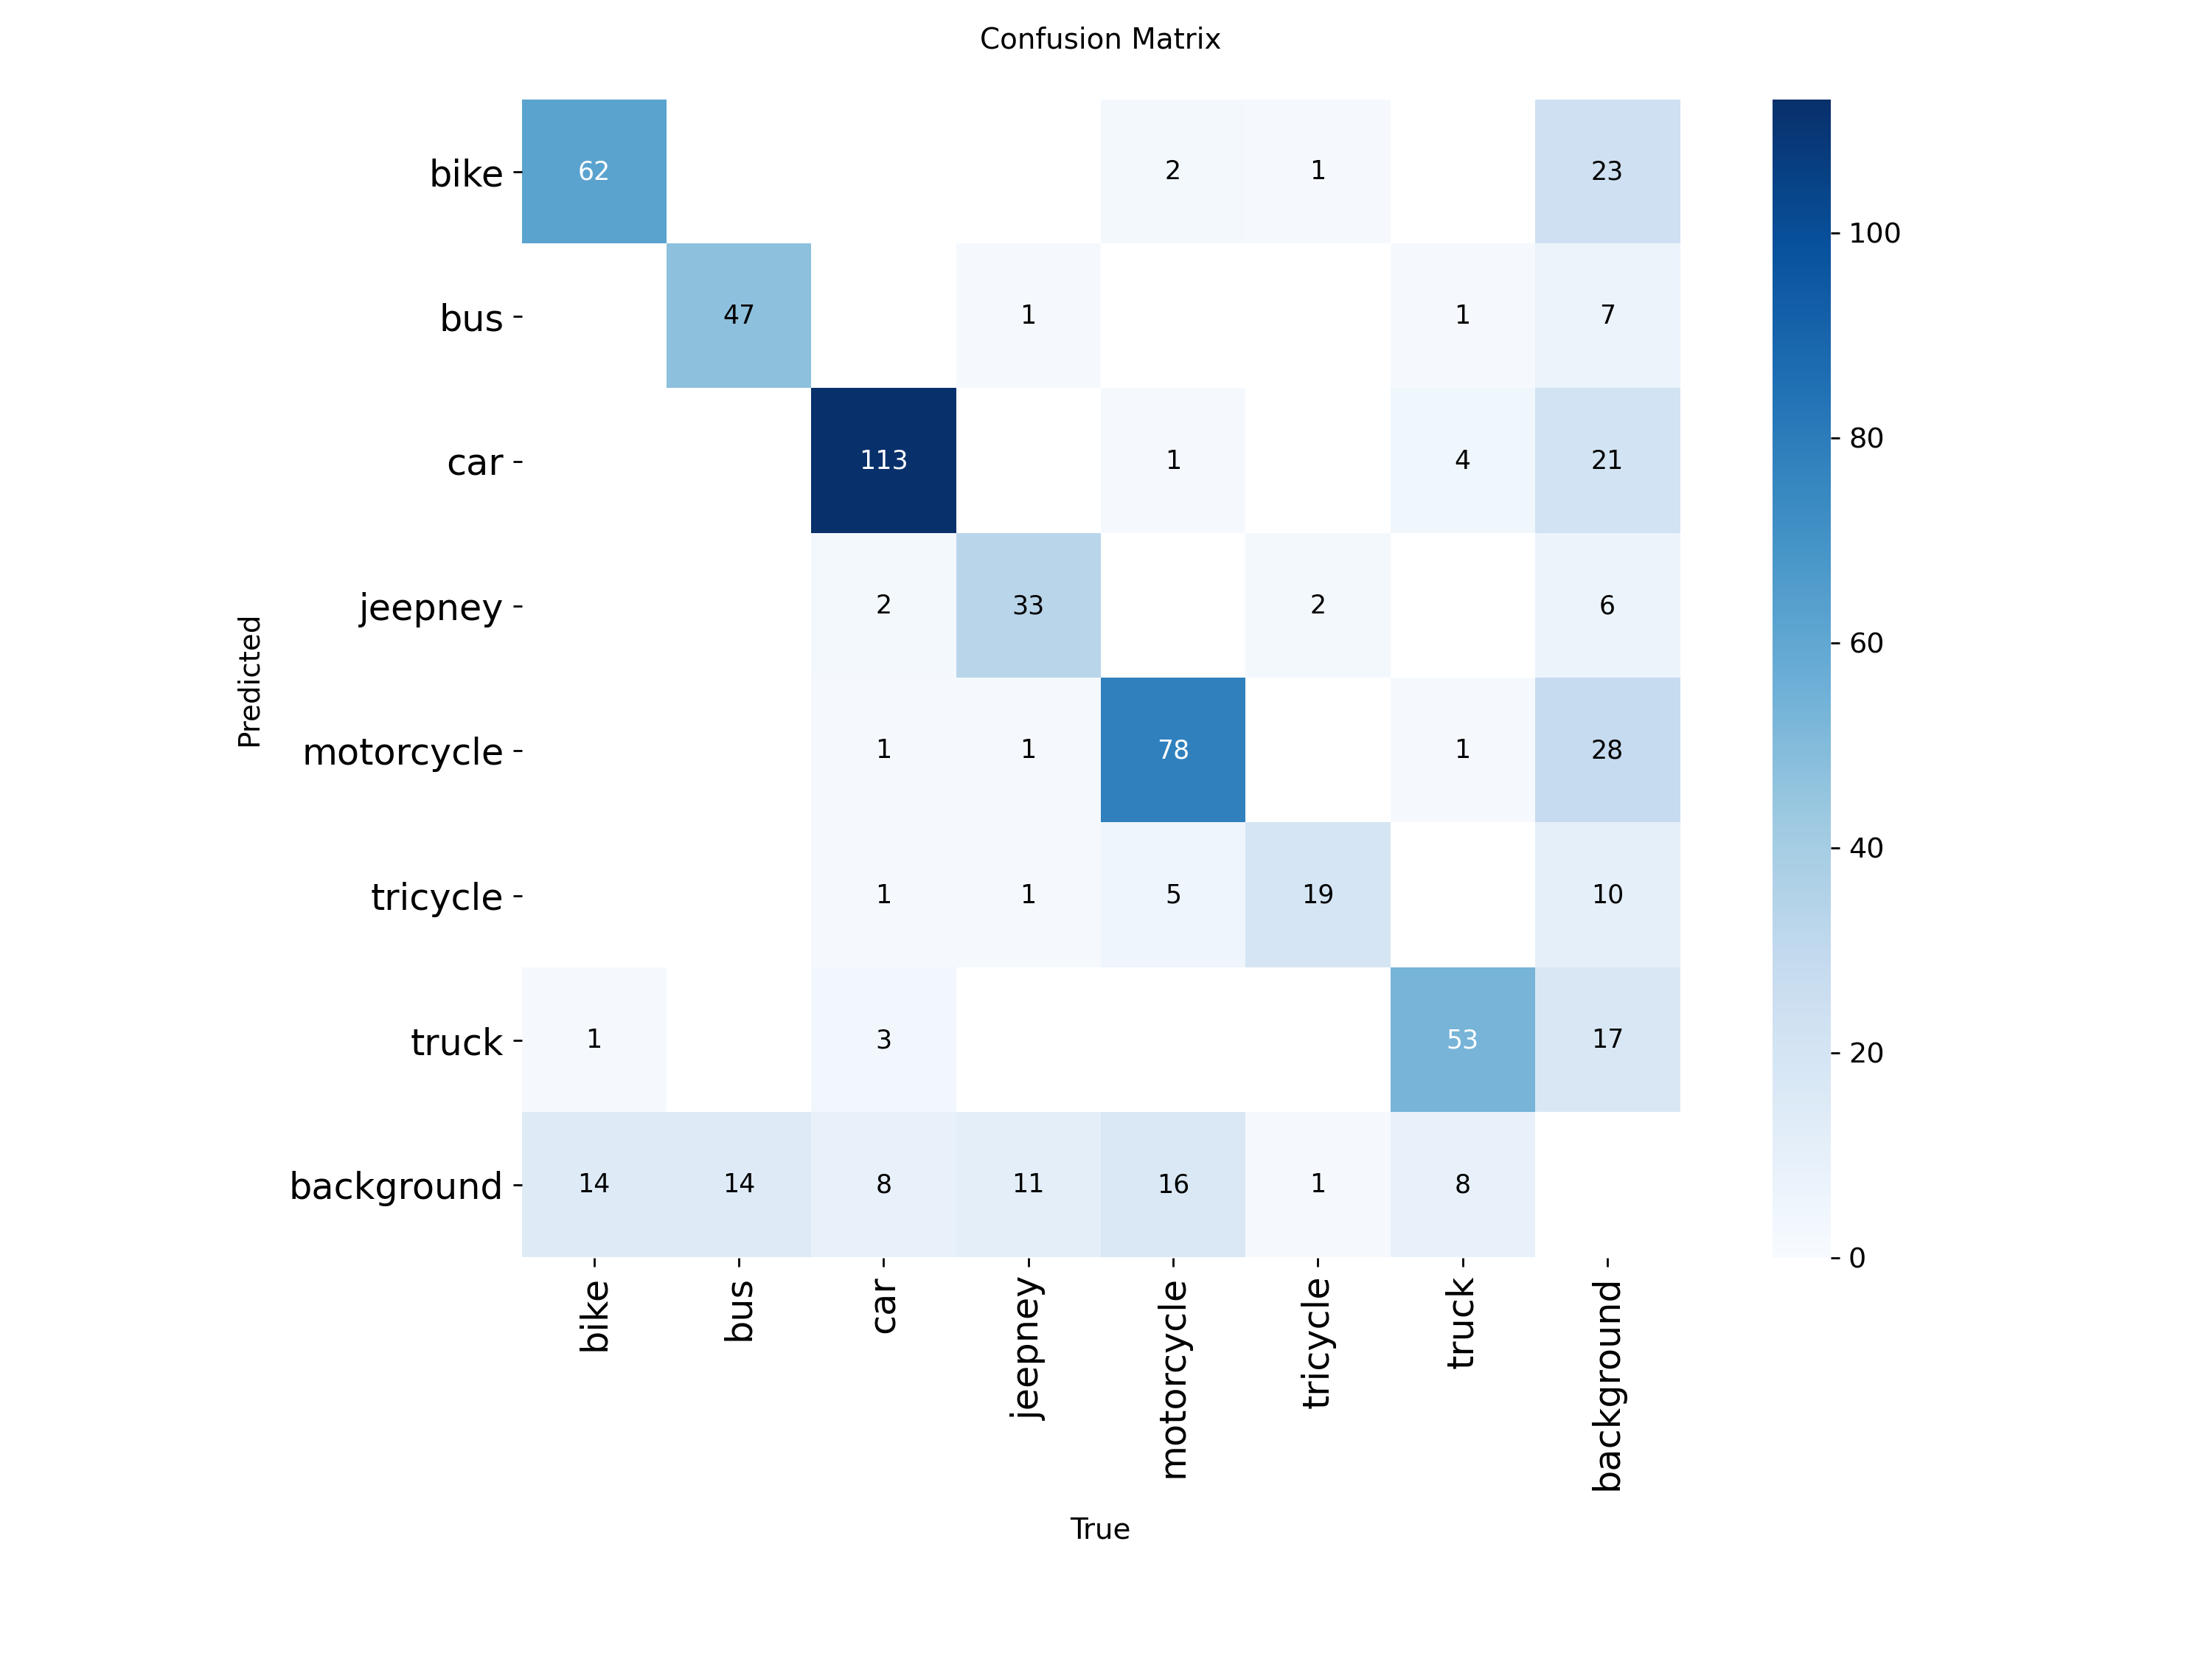 Confusion Matrix
bike 62 2 1 23
bus 47 1 1 7
car 113 1 4 21
jeepney 2 33 2 6
motorcycle 1 1 78 1 28
tricycle 1 1 5 19 10
truck 1 3 53 17
background 14 14 8 11 16 1 8
Predicted
bike bus car jeepney motorcycle tricycle truck background
True
100
80
60
40
20
0